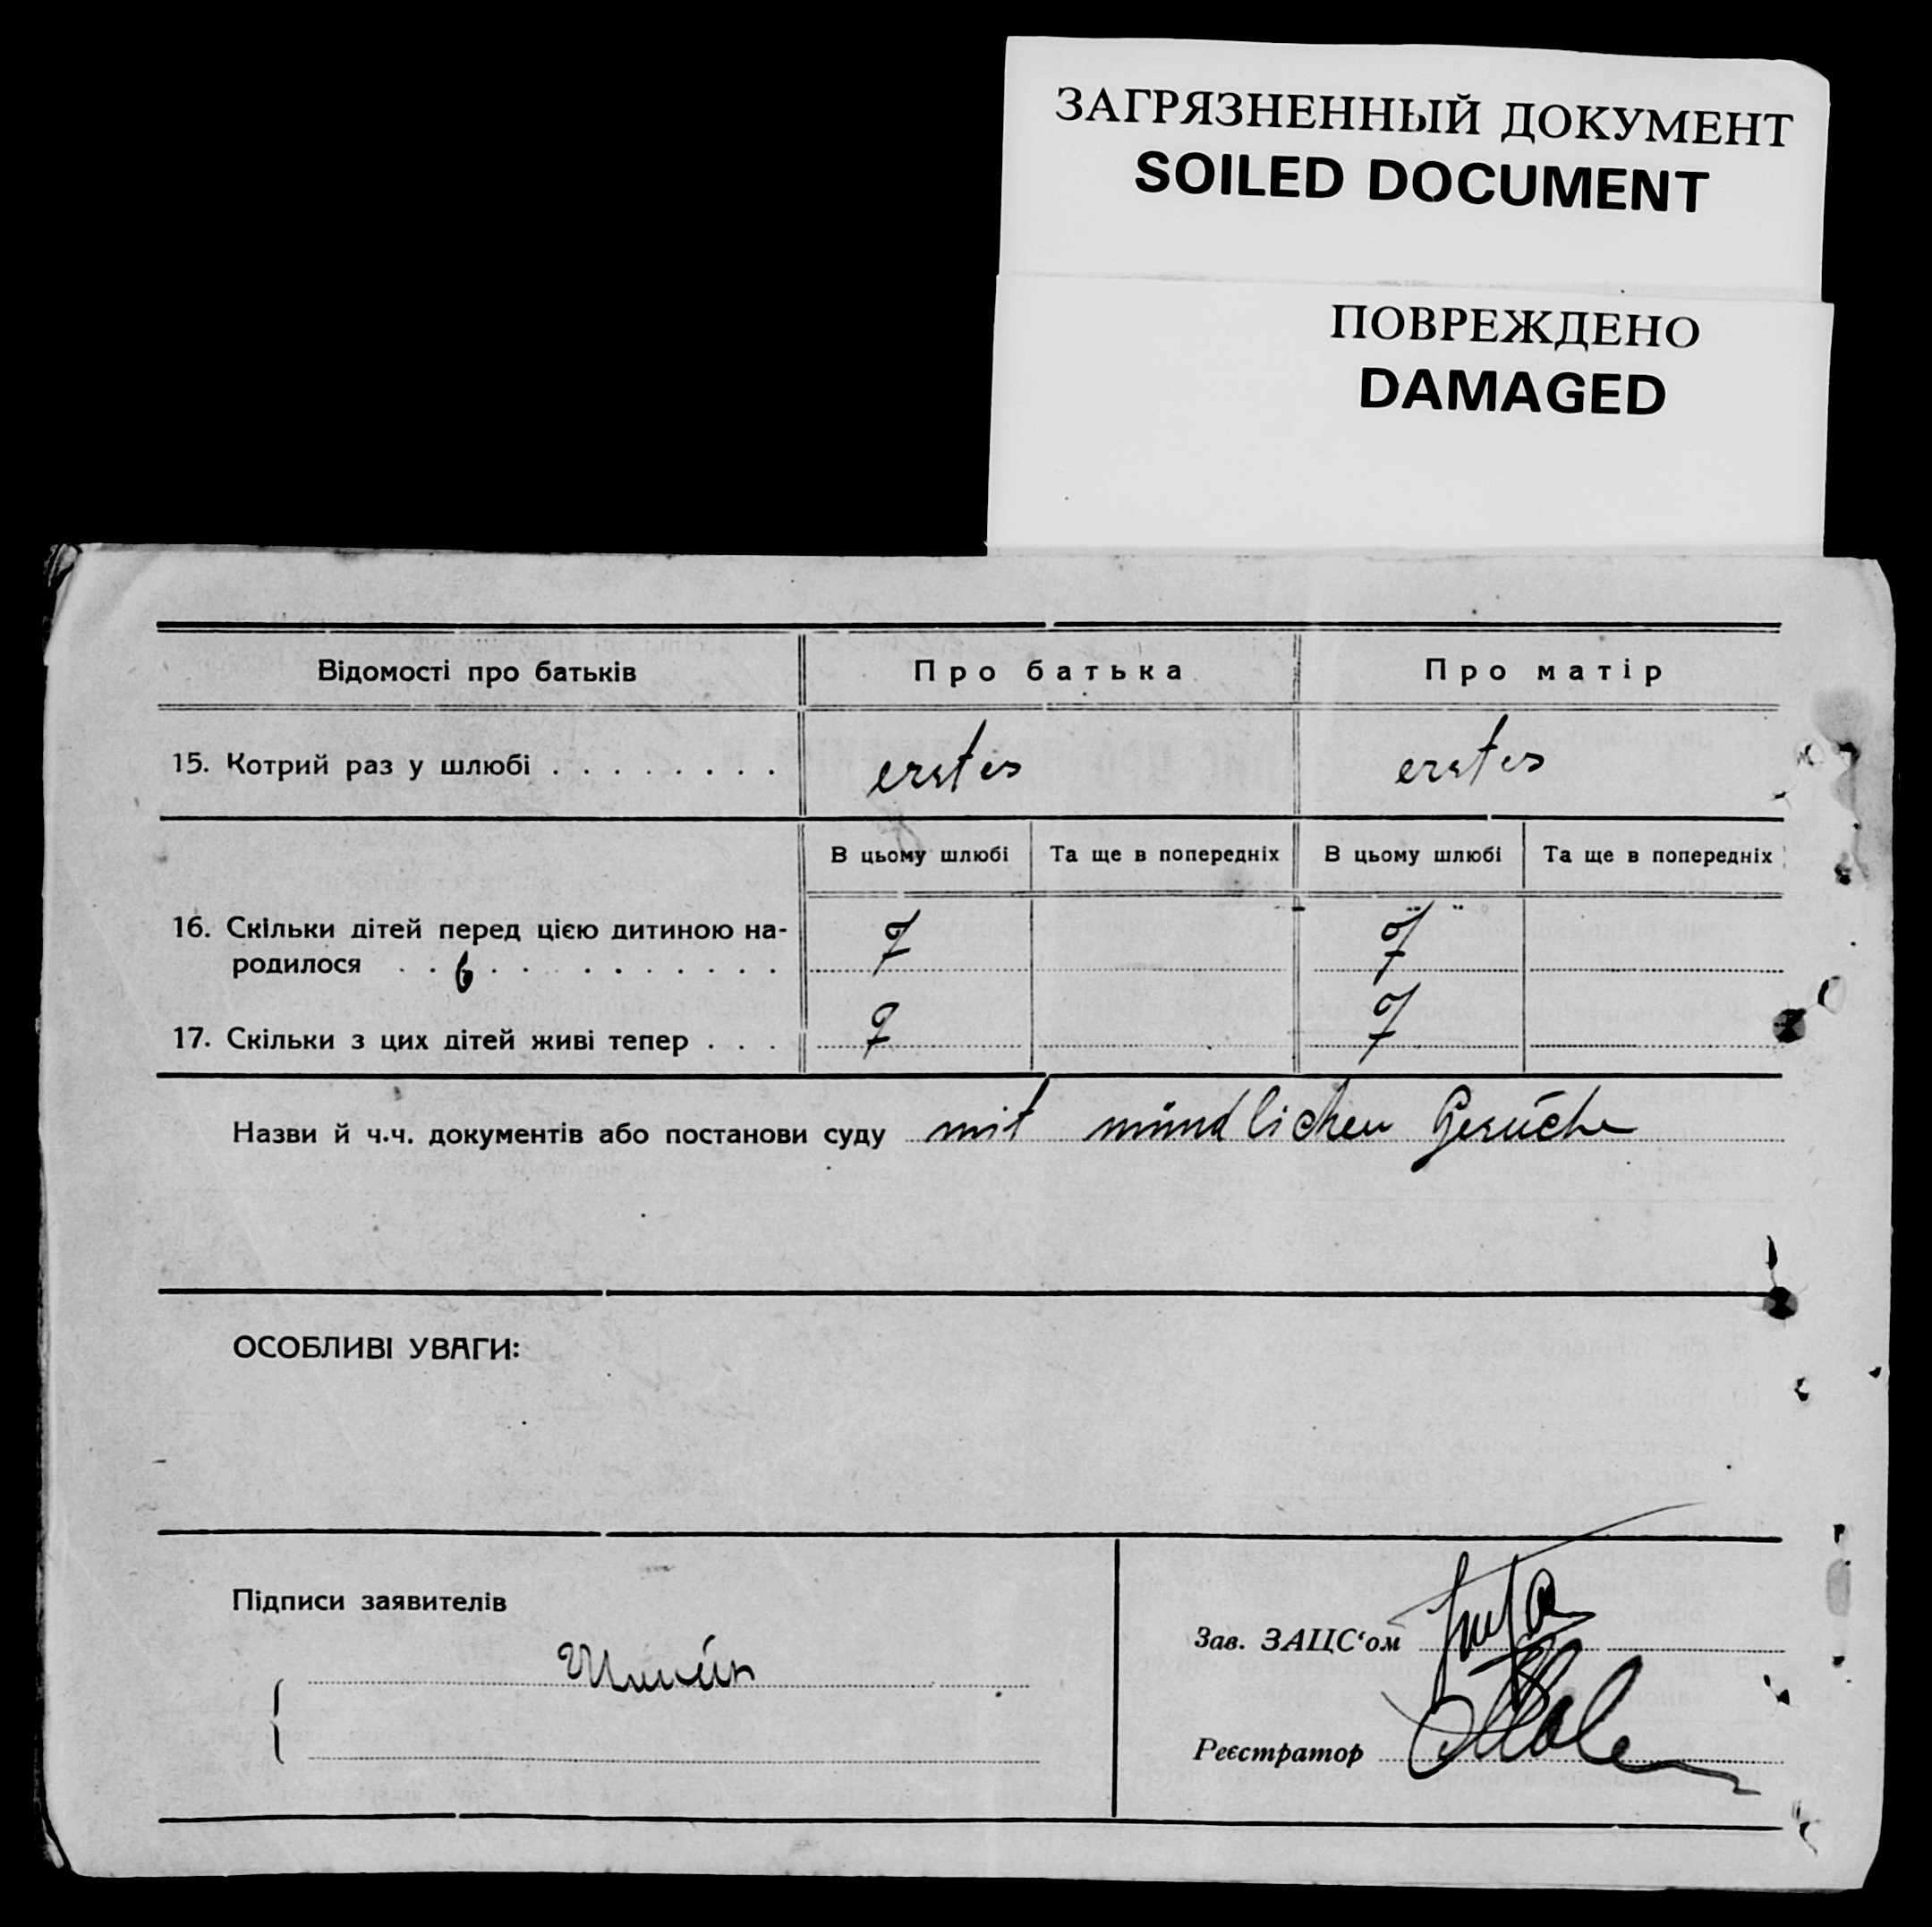 ЗАГРЯЗНЕННЫЙ ДОКУМЕНТ
SOILED DOCUMENT
ПОВРЕЖДЕНО
DAMAGED
Відомості про батьків Про батька Про матір
15. Котрий раз у шлюбі . . . . . . . . erstes erstes
В цьому шлюбі Та ще в попередніх В цьому шлюбі Та ще в попередніх
16. Скільки дітей перед цією дитиною на- 7 7
родилося . . 6 . . . . . . . . . .
17. Скільки з цих дітей живі тепер . . . 7 7
Назви й ч.ч. документів або постанови суду mit mündlichen Gesüche
ОСОБЛИВІ УВАГИ:
Підписи заявителів
Зав. ЗАЦС‘ом
Реєстратор